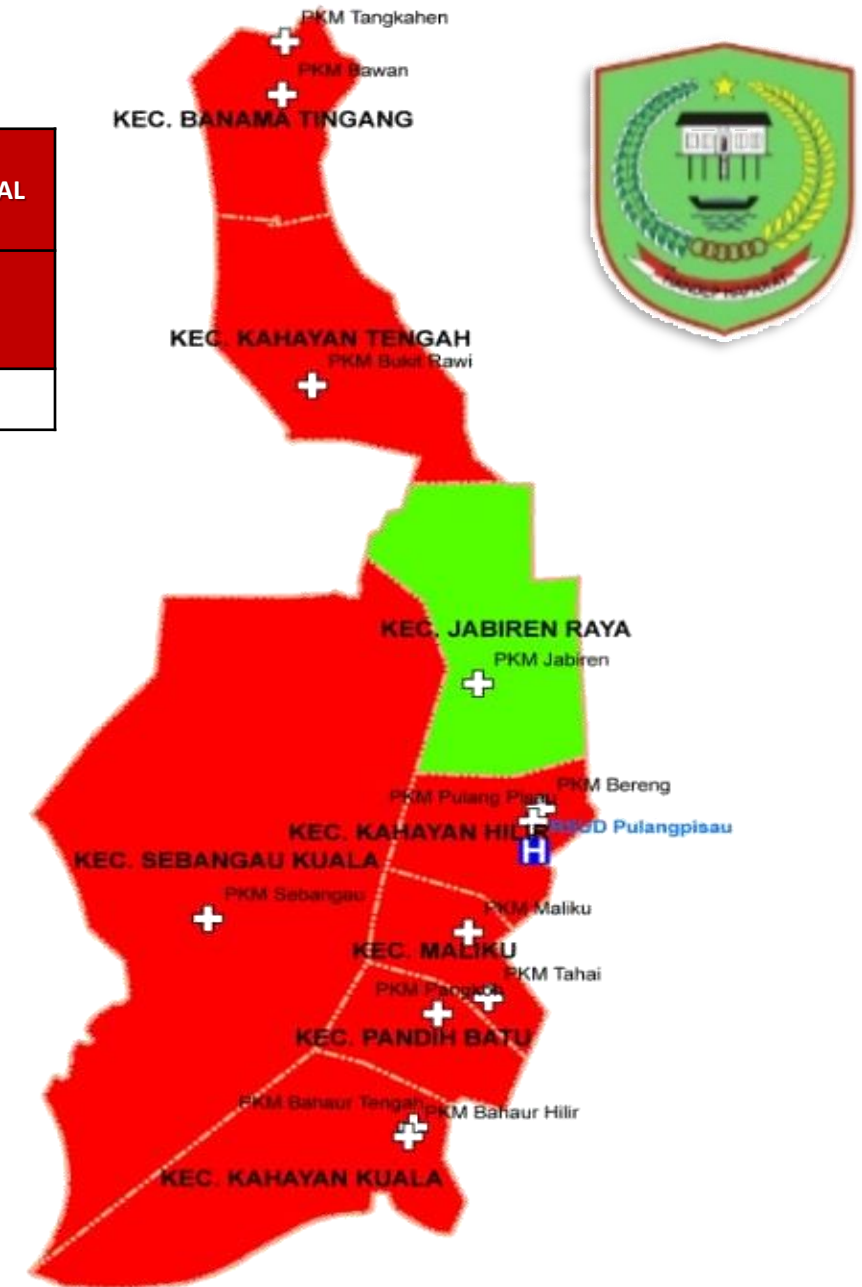 PKM Tangkahen
PKM Bawan
KEC. BANAMA TINGANG
AL
KEC. KAHAYAN TENGAH
PKM Bukit Rawi
KEC. JABIREN RAYA
PKM Jabiren
PKM Bereng
PKM Pulang Pisau
RSUD Pulangpisau
KEC. KAHAYAN HILIR
H
KEC. SEBANGAU KUALA
PKM Sebangau
PKM Maliku
KEC. MALIKU
PKM Tahai
PKM Pangkoh
KEC. PANDIH BATU
PKM Bahaur Tengah
PKM Bahaur Hilir
KEC. KAHAYAN KUALA